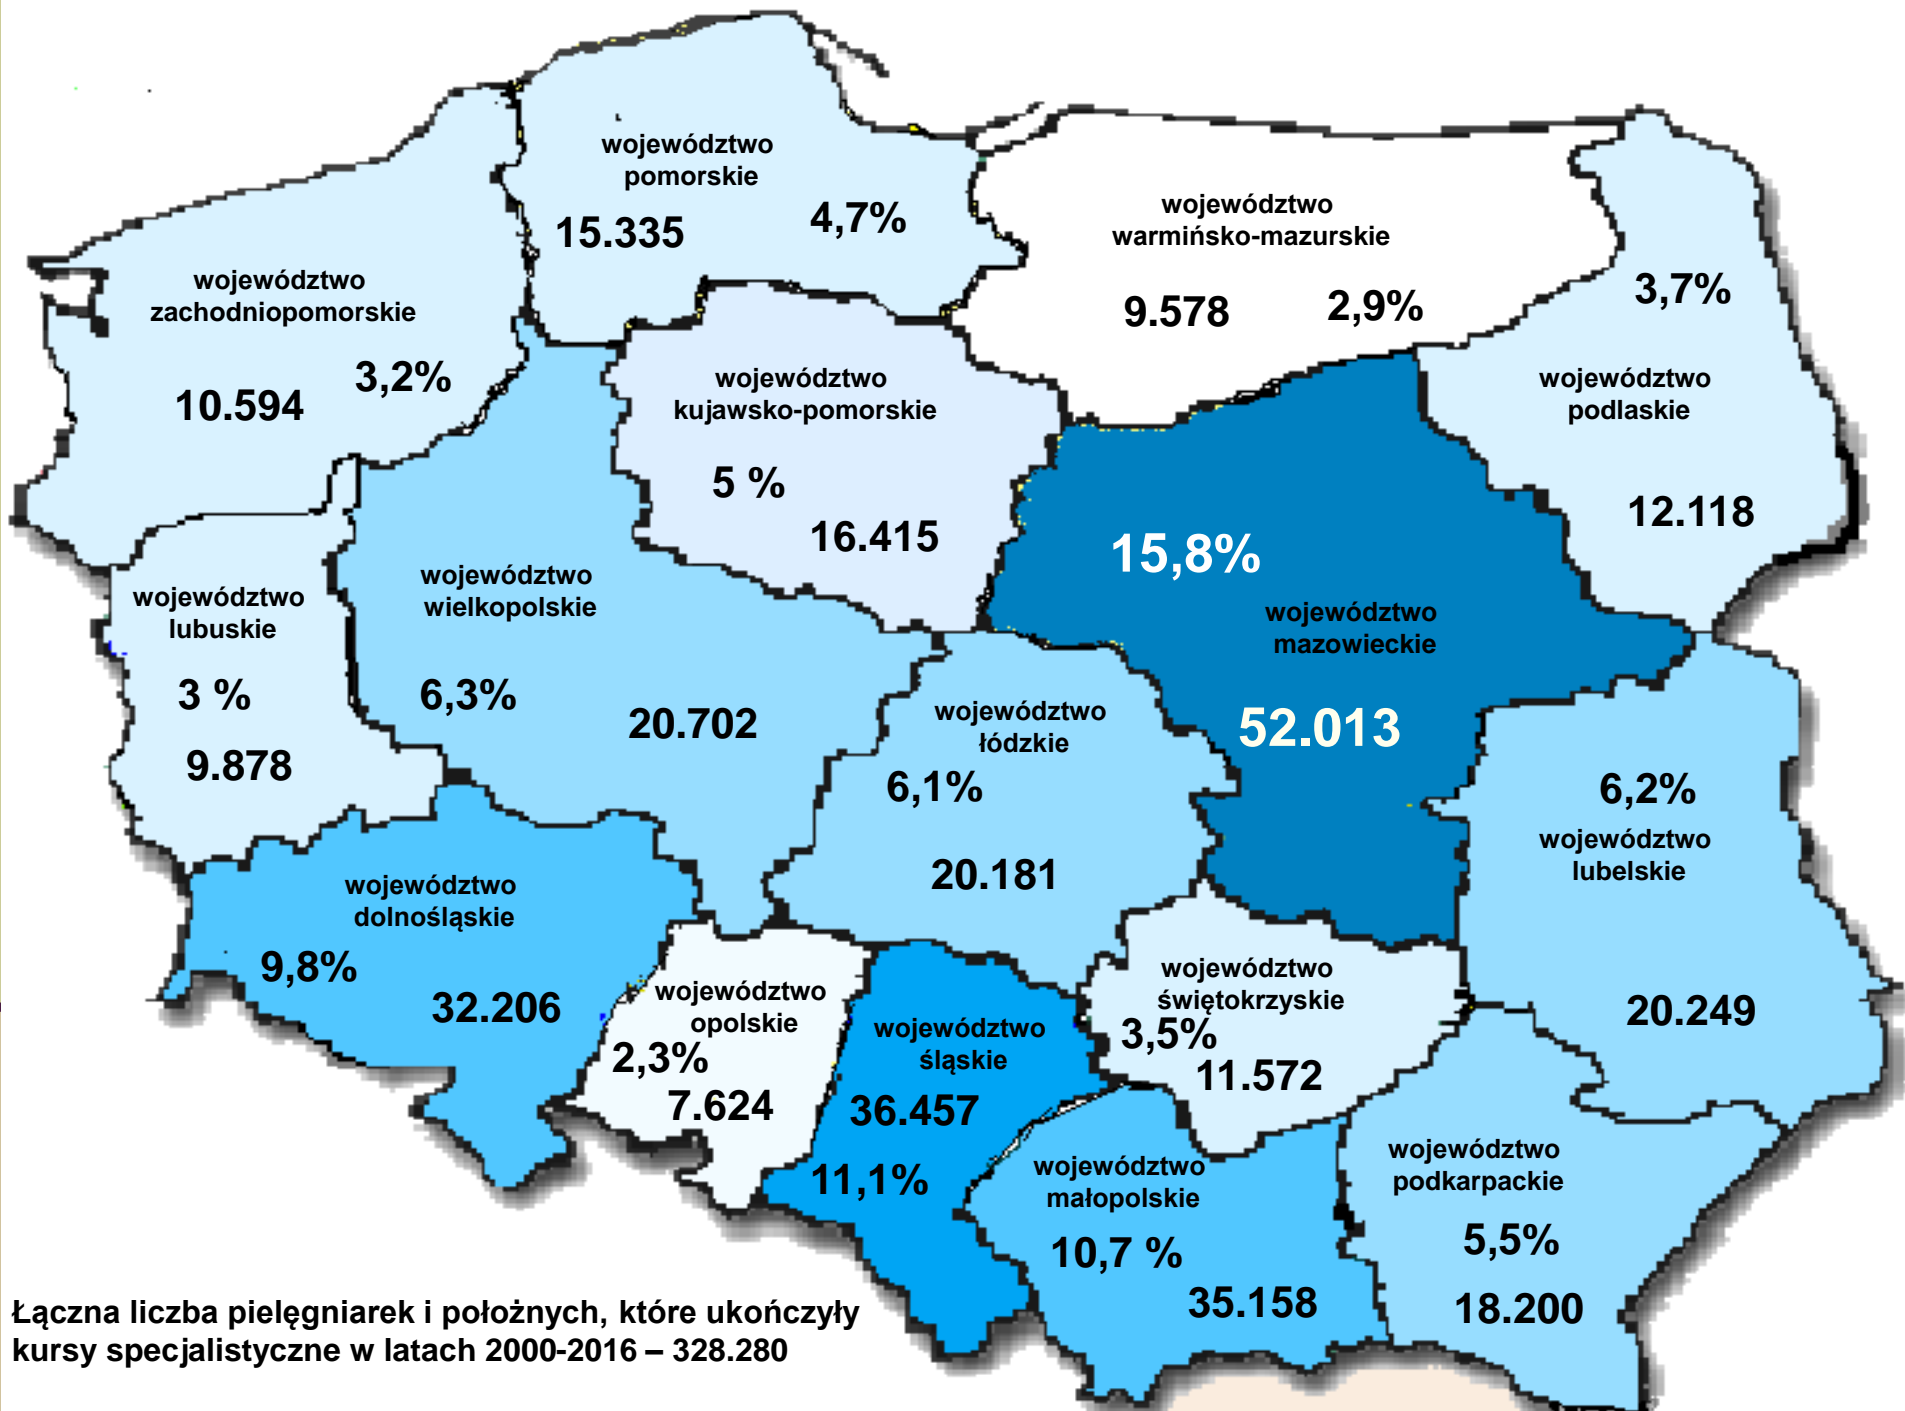 województwo
pomorskie
15.335
4,7%
województwo
warmińsko-mazurskie
9.578
2,9%
3,7%
województwo
podlaskie
12.118
województwo
zachodniopomorskie
3,2%
10.594
województwo
kujawsko-pomorskie
5 %
16.415
15,8%
województwo
mazowieckie
52.013
województwo
lubuskie
3 %
9.878
województwo
wielkopolskie
6,3%
20.702
województwo
łódzkie
6,1%
20.181
6,2%
województwo
lubelskie
20.249
województwo
dolnośląskie
9,8%
32.206
województwo
opolskie
2,3%
7.624
województwo
śląskie
36.457
11,1%
województwo
świętokrzyskie
3,5%
11.572
województwo
małopolskie
10,7 %
35.158
województwo
podkarpackie
5,5%
18.200
Łączna liczba pielęgniarek i położnych, które ukończyły
kursy specjalistyczne w latach 2000-2016 – 328.280